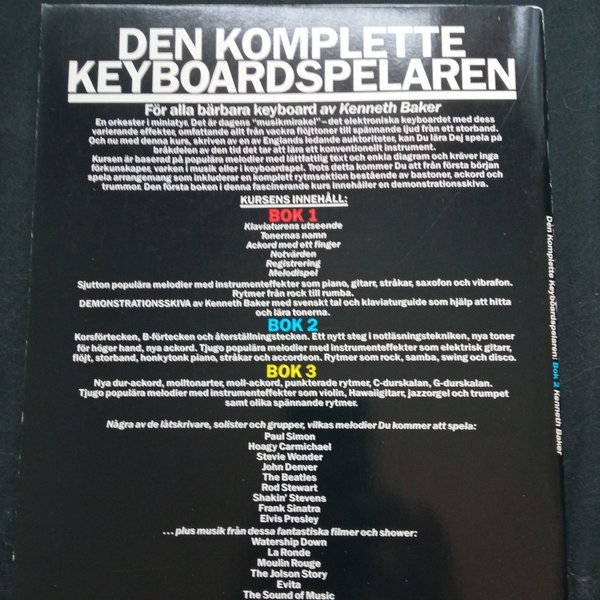 DEN KOMPLETTE
KEYBOARDSPELAREN
För alla bärbara keyboard av Kenneth Baker
En orkester i miniatyr. Det är dagens "musikmirakel" – det elektroniska keyboardet med dess
varierande effekter, omfattande allt från vackra flöjttoner till spännande ljud från ett storband.
Och nu med denna kurs, skriven av en av Englands ledande auktoriteter, kan Du lära Dej spela på
bråkdelen av den tid det tar att lära ett konventionellt instrument.
Kursen är baserad på populära melodier med lättfattlig text och enkla diagram och kräver inga
förkunskaper, varken i musik eller i keyboardspel. Trots detta kommer Du att från första början
spela arrangemang som inkluderar en komplett rytmsektion bestående av bastoner, ackord och
trummor. Den första boken i denna fascinerande kurs innehåller en demonstrationsskiva.
KURSENS INNEHÅLL:
BOK 1
Klaviaturens utseende
Tonernas namn
Ackord med ett finger
Notvärden
Registrering
Melodispel
Sjutton populära melodier med instrumenteffekter som piano, gitarr, stråkar, saxofon och vibrafon.
Rytmer från rock till rumba.
DEMONSTRATIONSSKIVA av Kenneth Baker med svenskt tal och klaviaturguide som hjälp att hitta
och lära tonerna.
BOK 2
Korsförtecken, B-förtecken och återställningstecken. Ett nytt steg i notläsningstekniken, nya toner
för höger hand, nya ackord. Tjugo populära melodier med instrumenteffekter som elektrisk gitarr,
flöjt, storband, honkytonk piano, stråkar och accordeon. Rytmer som rock, samba, swing och disco.
BOK 3
Nya dur-ackord, molltonarter, moll-ackord, punkterade rytmer, C-durskalan, G-durskalan.
Tjugo populära melodier med instrumenteffekter som violin, Hawaiigitarr, jazzorgel och trumpet
samt olika spännande rytmer.
Några av de låtskrivare, solister och grupper, vilkas melodier Du kommer att spela:
Paul Simon
Hoagy Carmichael
Stevie Wonder
John Denver
The Beatles
Rod Stewart
Shakin' Stevens
Frank Sinatra
Elvis Presley
. . . plus musik från dessa fantastiska filmer och shower:
Watership Down
La Ronde
Moulin Rouge
The Jolson Story
Evita
The Sound of Music
Den Komplette Keyboardspelaren: Bok 2 Kenneth Baker